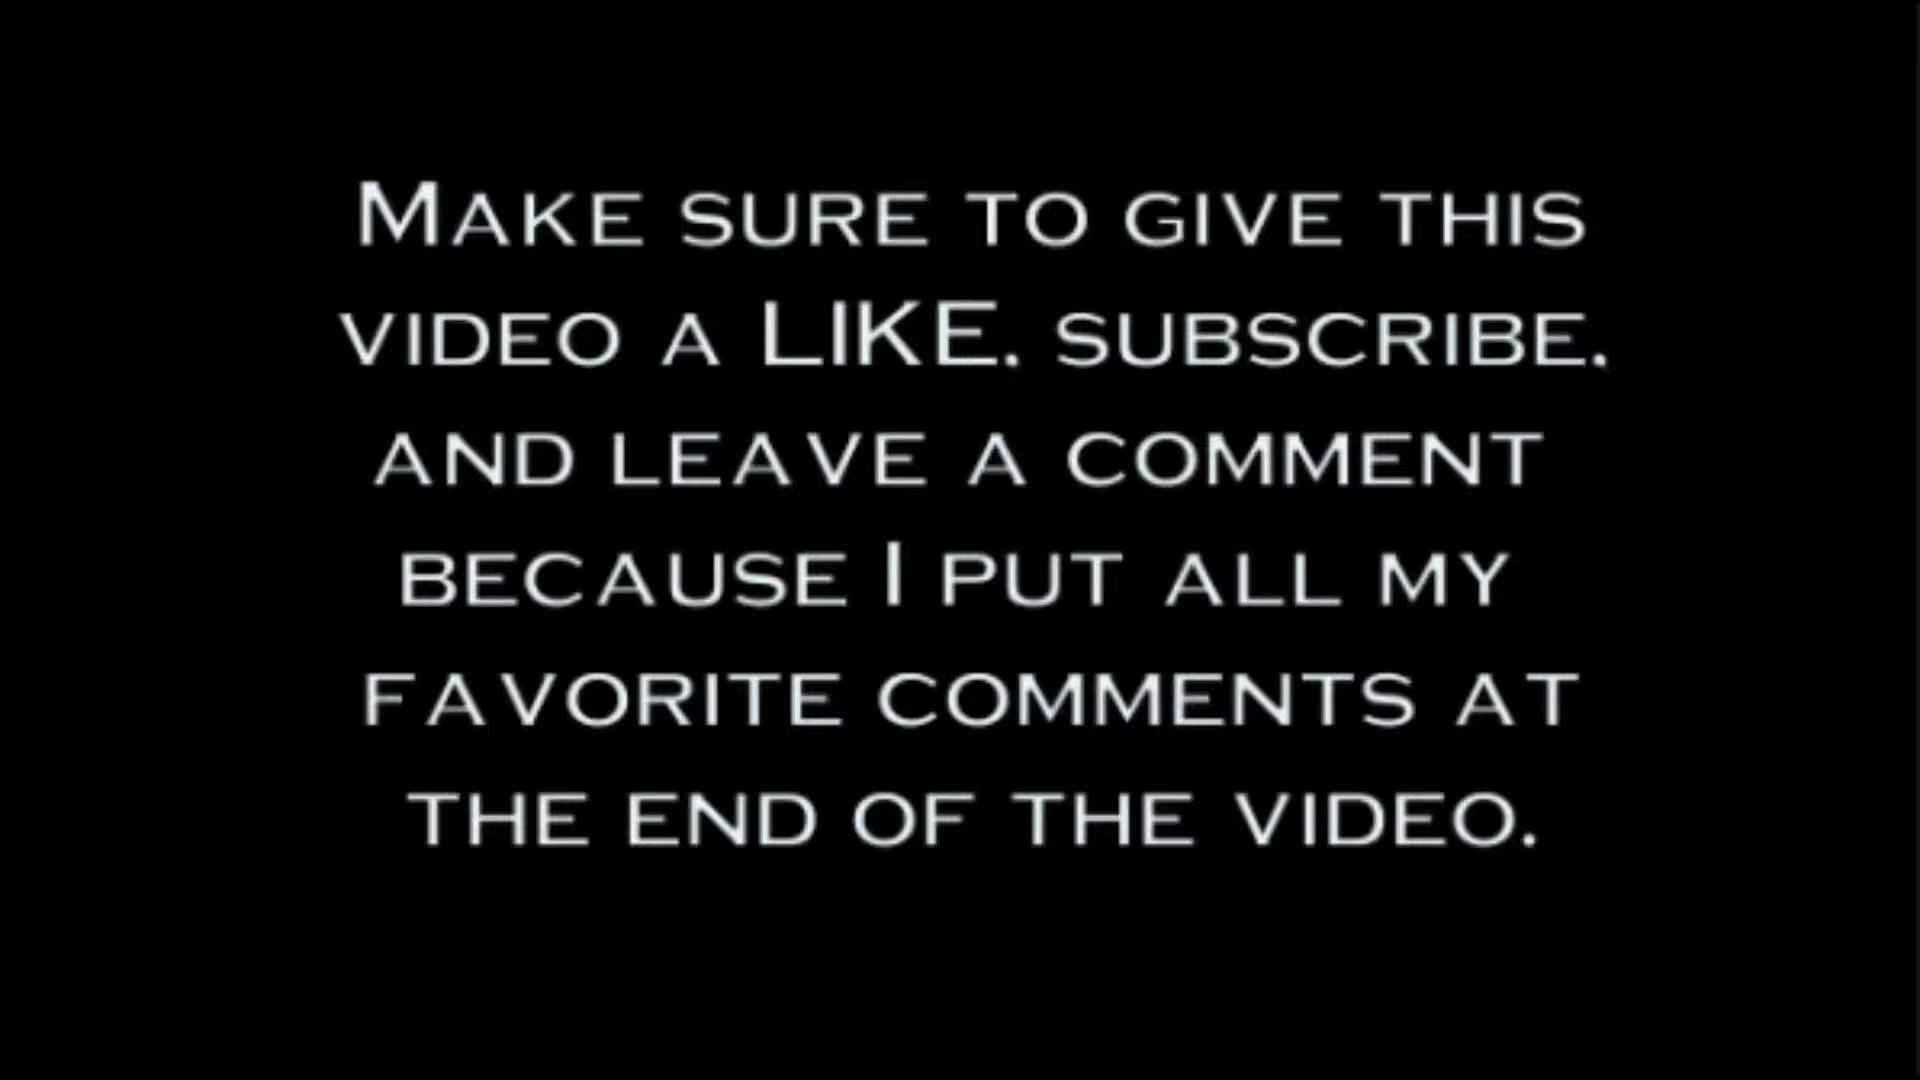 Make sure to give this
video a LIKE. subscribe.
and leave a comment
because I put all my
favorite comments at
the end of the video.